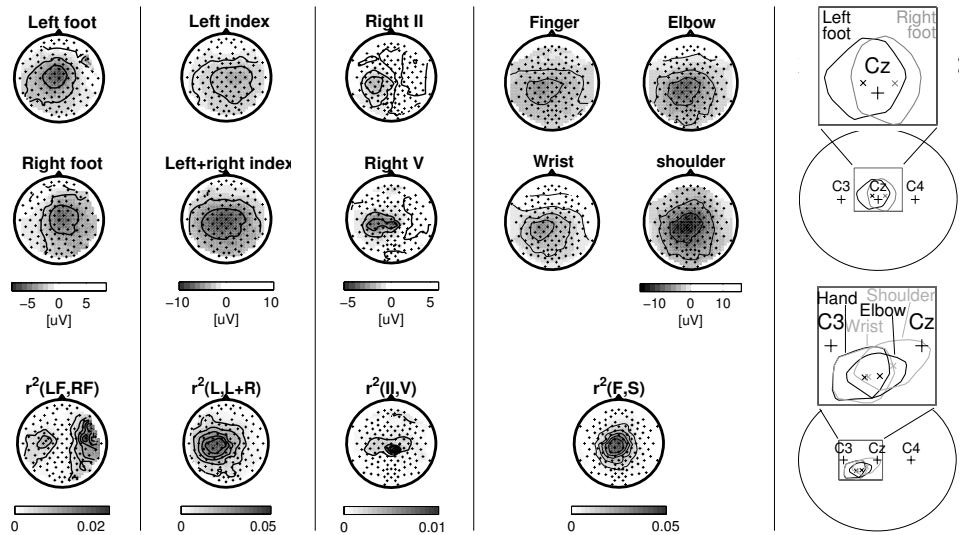 Left foot
Right foot
−5 0 5
[uV]
r²(LF,RF)
0 0.02
Left index
Left+right index
−10 0 10
[uV]
r²(L,L+R)
0 0.05
Right II
Right V
−5 0 5
[uV]
r²(II,V)
0 0.01
Finger
Elbow
Wrist
shoulder
−10 0 10
[uV]
r²(F,S)
0 0.05
Left Right
foot foot
Cz
C3 Cz C4
Hand Shoulder
Elbow
C3 Wrist Cz
C3 Cz C4